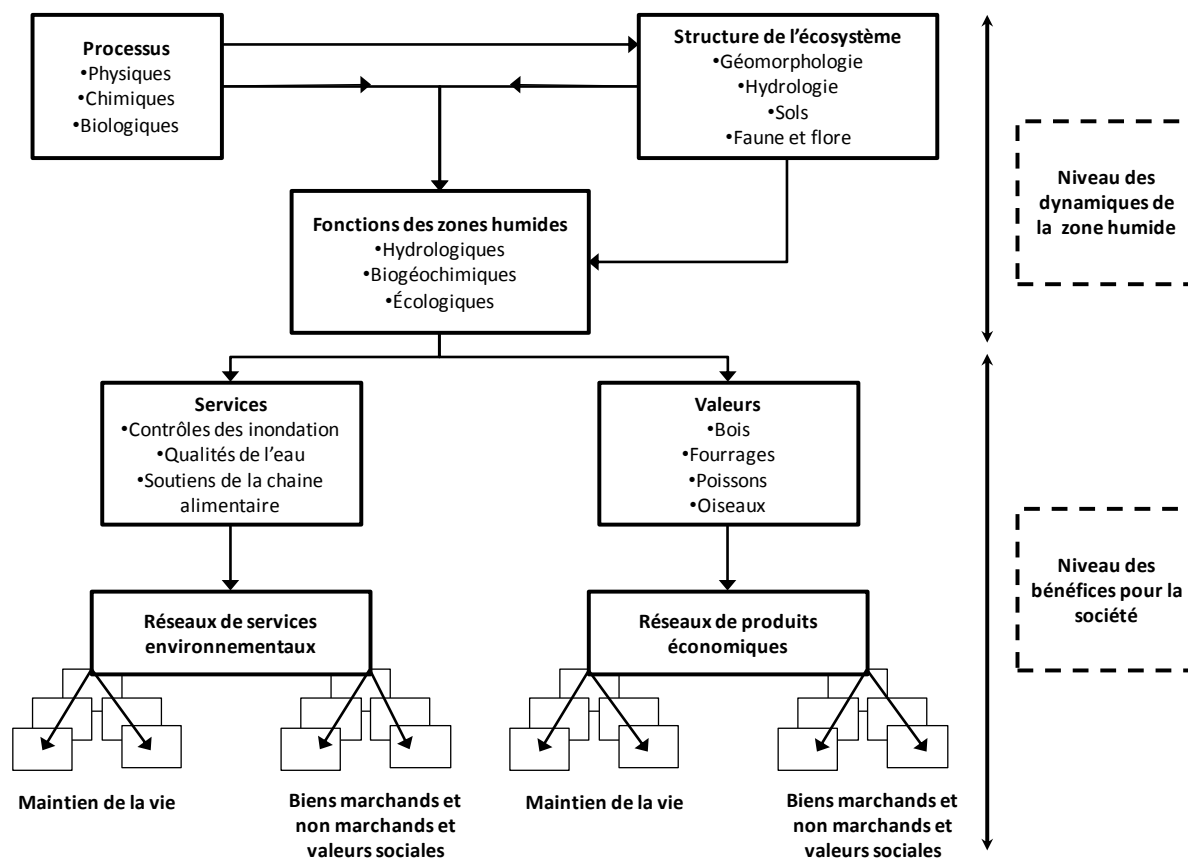 Processus
•Physiques
•Chimiques
•Biologiques
Structure de l’écosystème
•Géomorphologie
•Hydrologie
•Sols
•Faune et flore
Niveau des
dynamiques de
la zone humide
Fonctions des zones humides
•Hydrologiques
•Biogéochimiques
•Écologiques
Services
•Contrôles des inondation
•Qualités de l’eau
•Soutiens de la chaine
alimentaire
Valeurs
•Bois
•Fourrages
•Poissons
•Oiseaux
Niveau des
bénéfices pour la
société
Réseaux de services
environnementaux
Réseaux de produits
économiques
Maintien de la vie
Biens marchands et
non marchands et
valeurs sociales
Maintien de la vie
Biens marchands et
non marchands et
valeurs sociales